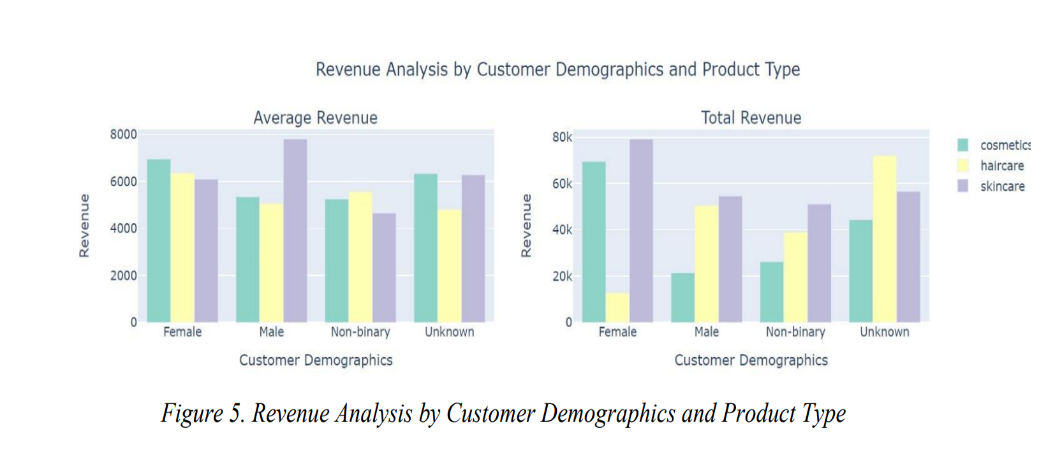 Revenue Analysis by Customer Demographics and Product Type
Average Revenue
8000
6000
4000
2000
0
Revenue
Female Male Non-binary Unknown
Customer Demographics
Total Revenue
80k
60k
40k
20k
0
Revenue
Female Male Non-binary Unknown
Customer Demographics
cosmetics
haircare
skincare
Figure 5. Revenue Analysis by Customer Demographics and Product Type